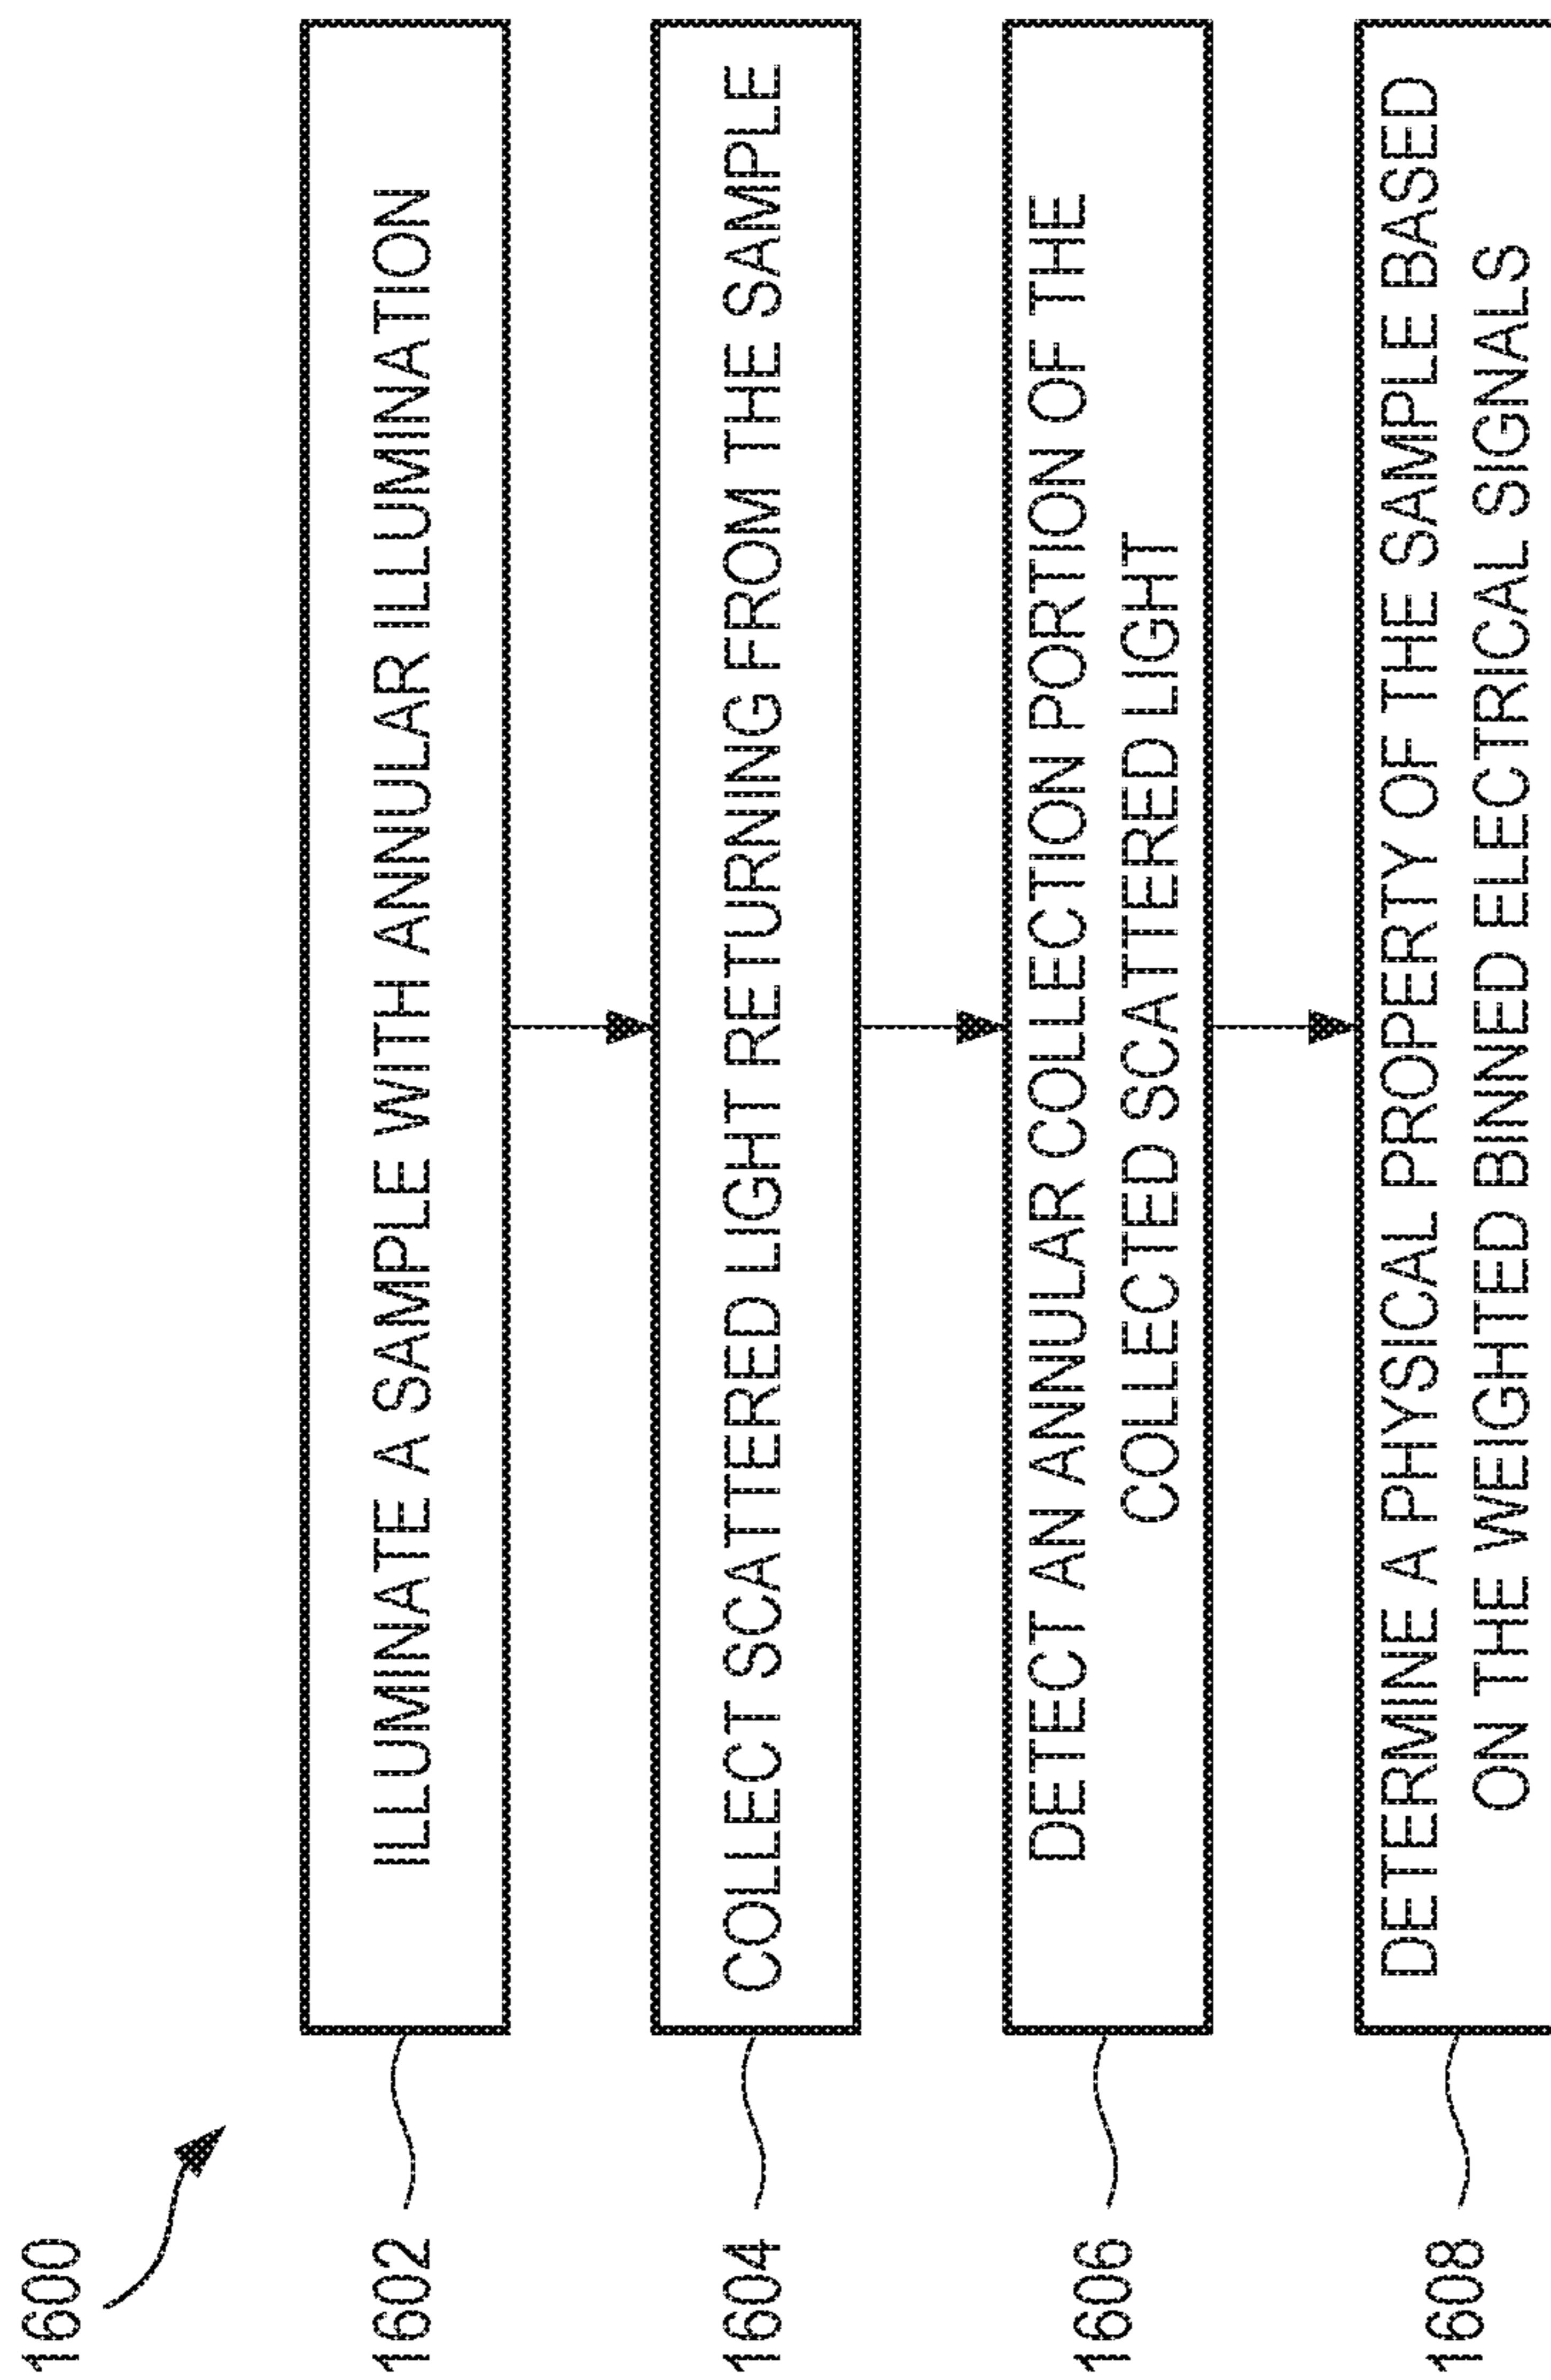 1600
1602
ILLUMINATE A SAMPLE WITH ANNULAR ILLUMINATION
1604
COLLECT SCATTERED LIGHT RETURNING FROM THE SAMPLE
1606
DETECT AN ANNULAR COLLECTION PORTION OF THE
COLLECTED SCATTERED LIGHT
1608
DETERMINE A PHYSICAL PROPERTY OF THE SAMPLE BASED
ON THE WEIGHTED BINNED ELECTRICAL SIGNALS